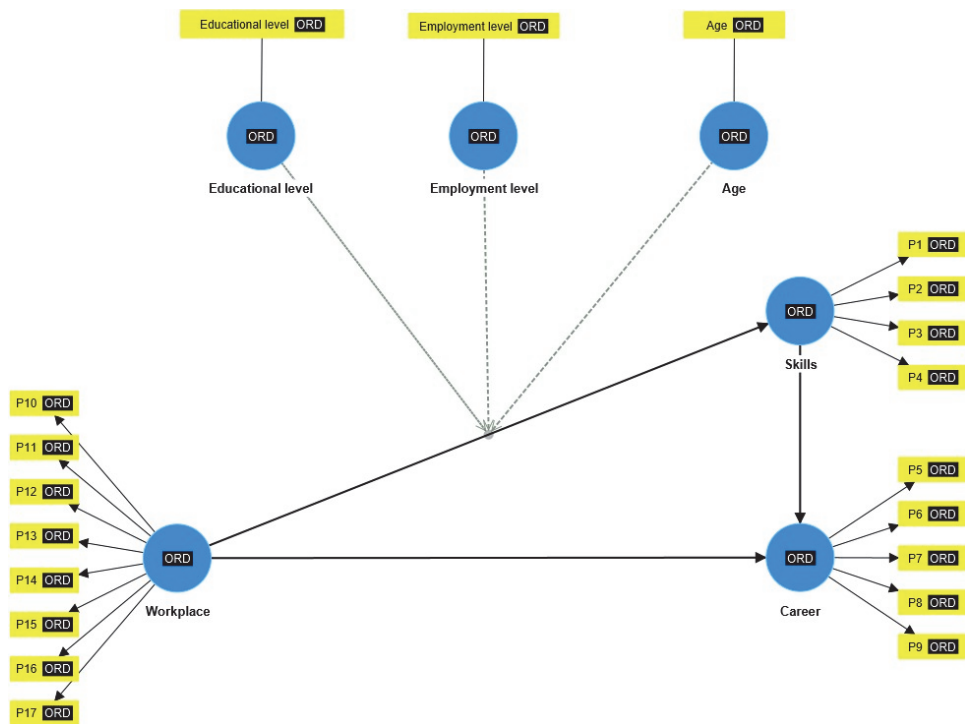 Educational level ORD
Employment level ORD
Age ORD
ORD
ORD
ORD
Educational level
Employment level
Age
P1 ORD
P2 ORD
ORD
P3 ORD
Skills
P4 ORD
P10 ORD
P11 ORD
P12 ORD
P13 ORD
P14 ORD
P15 ORD
P16 ORD
P17 ORD
ORD
Workplace
P5 ORD
P6 ORD
ORD
P7 ORD
P8 ORD
Career
P9 ORD